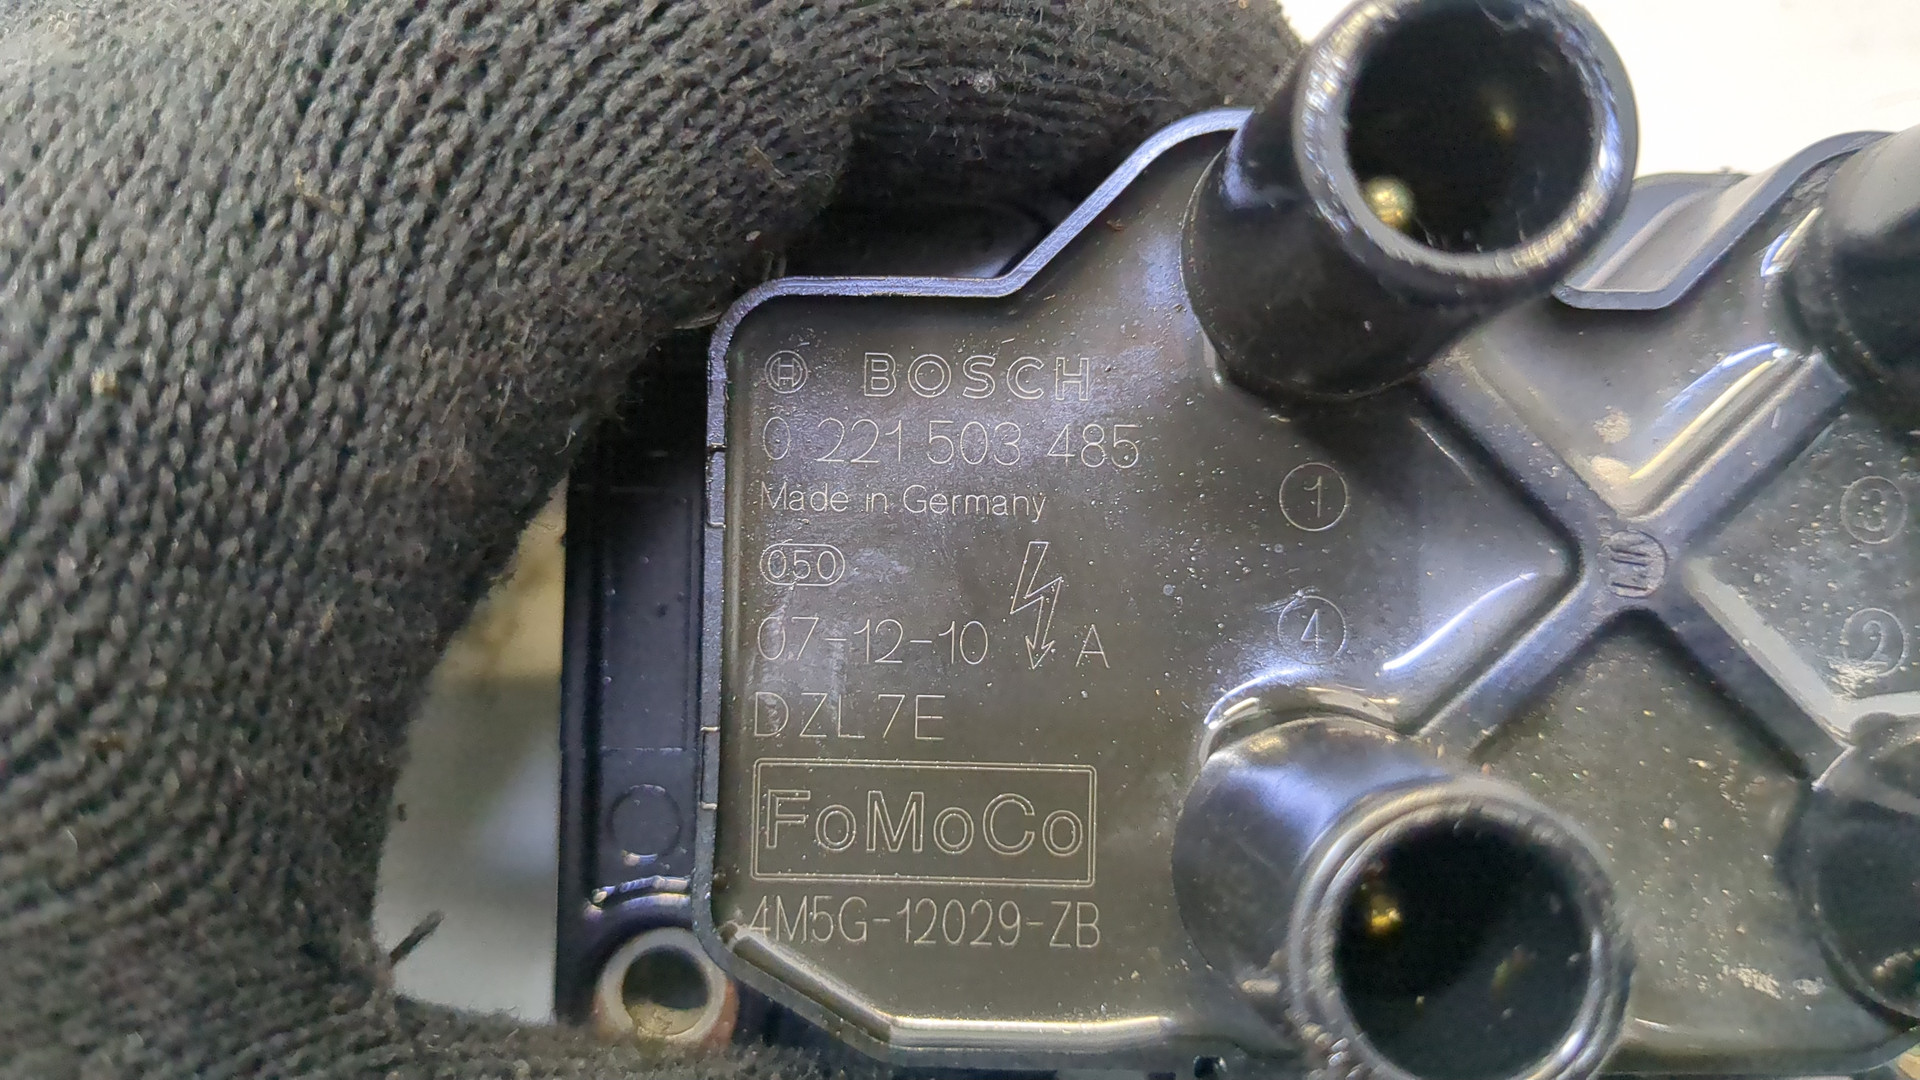 BOSCH
0 221 503 485
Made in Germany
050
07-12-10 A
DZL7E
FoMoCo
4M5G-12029-ZB
1
4
3
2